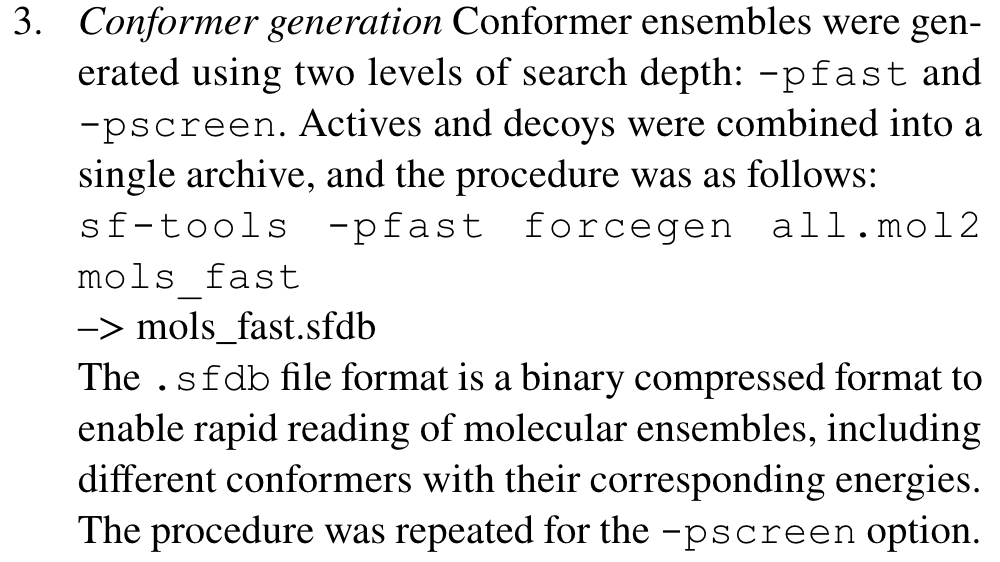 3. Conformer generation Conformer ensembles were gen-
erated using two levels of search depth: -pfast and
-pscreen. Actives and decoys were combined into a
single archive, and the procedure was as follows:
sf-tools -pfast forcegen all.mol2
mols_fast
–> mols_fast.sfdb
The .sfdb file format is a binary compressed format to
enable rapid reading of molecular ensembles, including
different conformers with their corresponding energies.
The procedure was repeated for the -pscreen option.